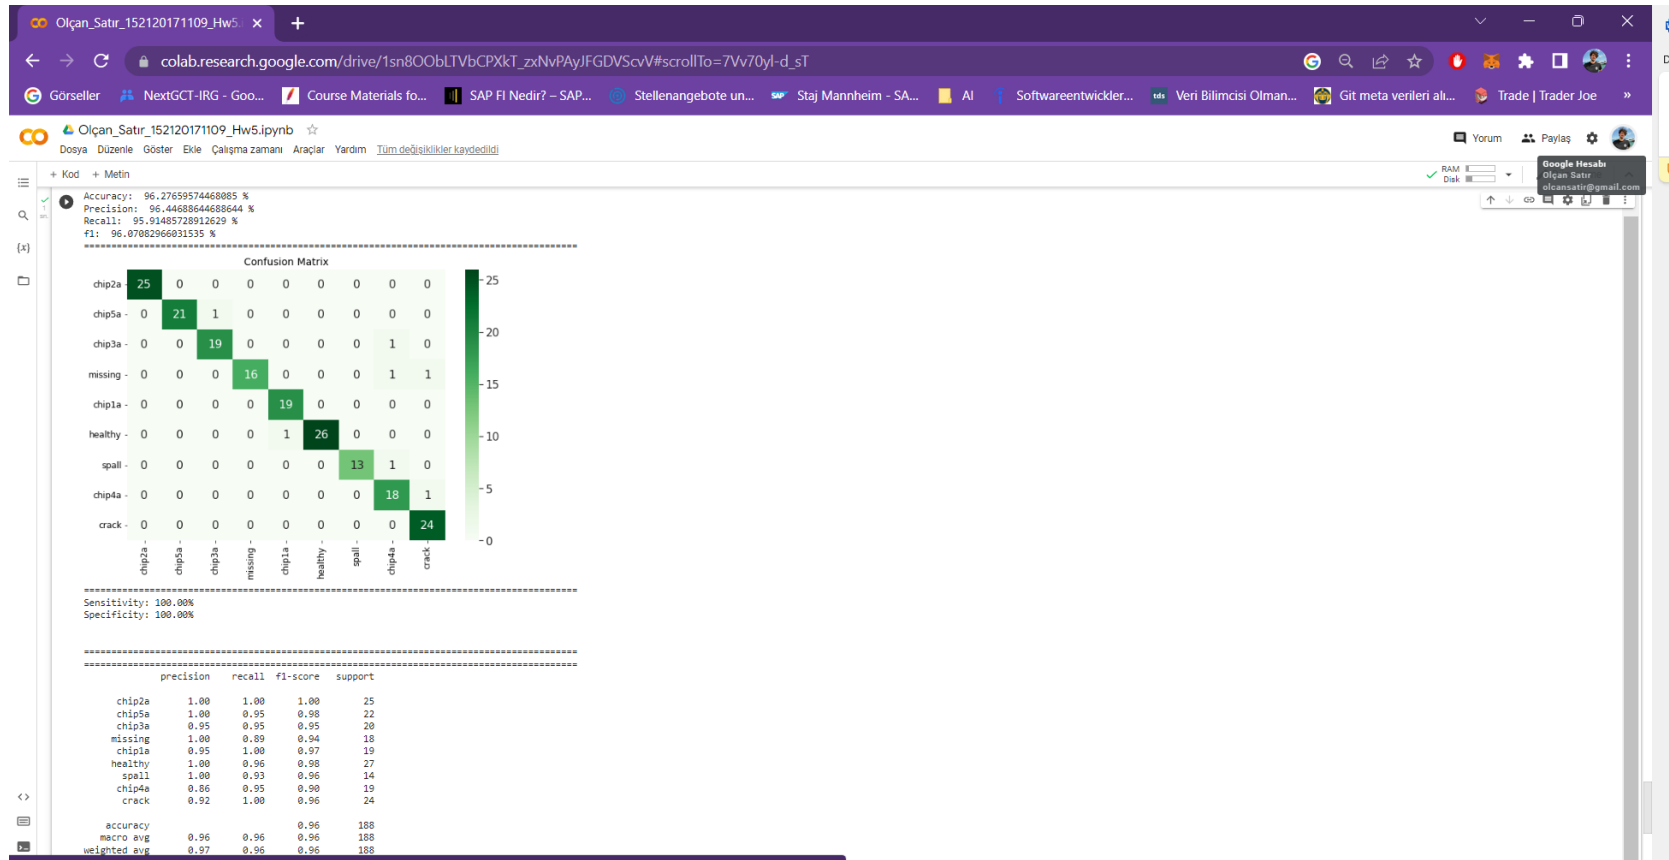 Olçan_Satır_152120171109_Hw5.i
colab.research.google.com/drive/1sn8OObLTVbCPXkT_zxNvPAyJFGDVScvV#scrollTo=7Vv70yl-d_sT
Görseller NextGCT-IRG - Goo... Course Materials fo... SAP FI Nedir? – SAP... Stellenangebote un... Staj Mannheim - SA... AI Softwareentwickler... tds Veri Bilimcisi Olman... Git meta verileri alı... Trade | Trader Joe »
Olçan_Satır_152120171109_Hw5.ipynb
Yorum Paylaş
Dosya Düzenle Göster Ekle Çalışma zamanı Araçlar Yardım Tüm değişiklikler kaydedildi
Google Hesabı
Olçan Satır
olcansatir@gmail.com
+ Kod + Metin
RAM
Disk
Accuracy: 96.27659574468085 %
Precision: 96.44688644688644 %
Recall: 95.91485728912629 %
f1: 96.07082966031535 %
==========================================================================================
Confusion Matrix
chip2a 25 0 0 0 0 0 0 0 0
chip5a 0 21 1 0 0 0 0 0 0
chip3a 0 0 19 0 0 0 0 1 0
missing 0 0 0 16 0 0 0 1 1
chip1a 0 0 0 0 19 0 0 0 0
healthy 0 0 0 0 1 26 0 0 0
spall 0 0 0 0 0 0 13 1 0
chip4a 0 0 0 0 0 0 0 18 1
crack 0 0 0 0 0 0 0 0 24
chip2a chip5a chip3a missing chip1a healthy spall chip4a crack
25
20
15
10
5
0
==========================================================================================
Sensitivity: 100.00%
Specificity: 100.00%
==========================================================================================
==========================================================================================
precision recall f1-score support
chip2a 1.00 1.00 1.00 25
chip5a 1.00 0.95 0.98 22
chip3a 0.95 0.95 0.95 20
missing 1.00 0.89 0.94 18
chip1a 0.95 1.00 0.97 19
healthy 1.00 0.96 0.98 27
spall 1.00 0.93 0.96 14
chip4a 0.86 0.95 0.90 19
crack 0.92 1.00 0.96 24
accuracy 0.96 188
macro avg 0.96 0.96 0.96 188
weighted avg 0.97 0.96 0.96 188